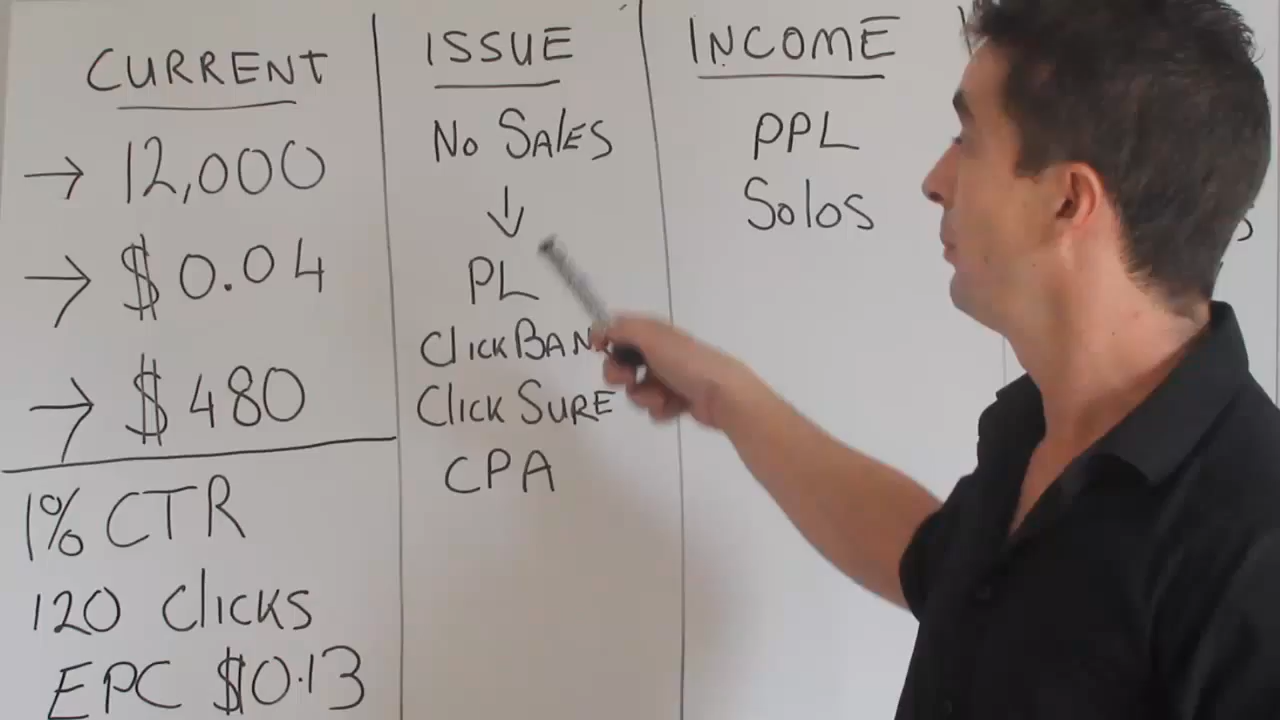 CURRENT
→ 12,000
→ $0.04
→ $480
1% CTR
120 Clicks
EPC $0.13
ISSUE
No SALES
↓
PL
ClickBAN
Click SURE
CPA
INCOME
PPL
Solos